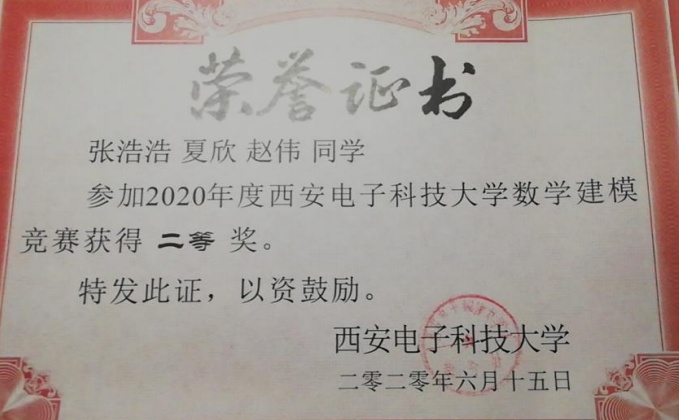 荣誉证书
张浩浩 夏欣 赵伟 同学
参加2020年度西安电子科技大学数学建模
竞赛获得 二等 奖。
特发此证，以资鼓励。
西安电子科技大学
二零二零年六月十五日